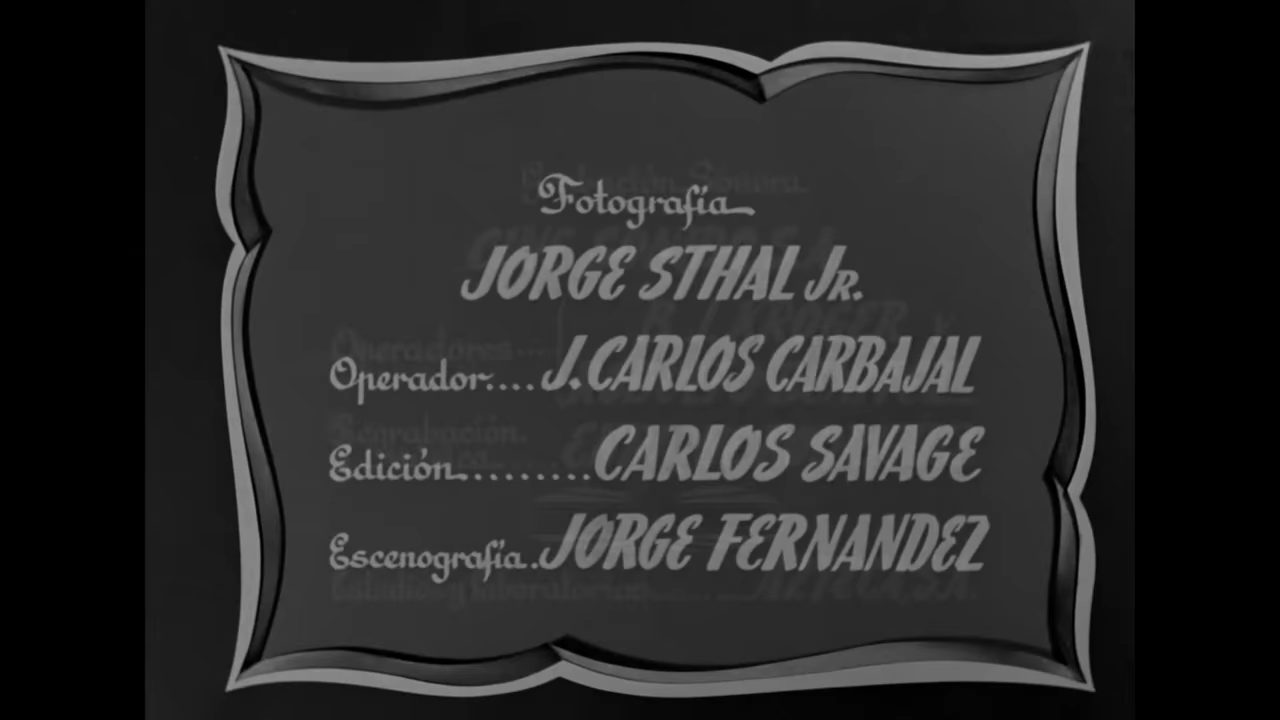 Fotografía
JORGE STHAL JR.
Operador.... J. CARLOS CARBAJAL
Edición......... CARLOS SAVAGE
Escenografía.. JORGE FERNANDEZ